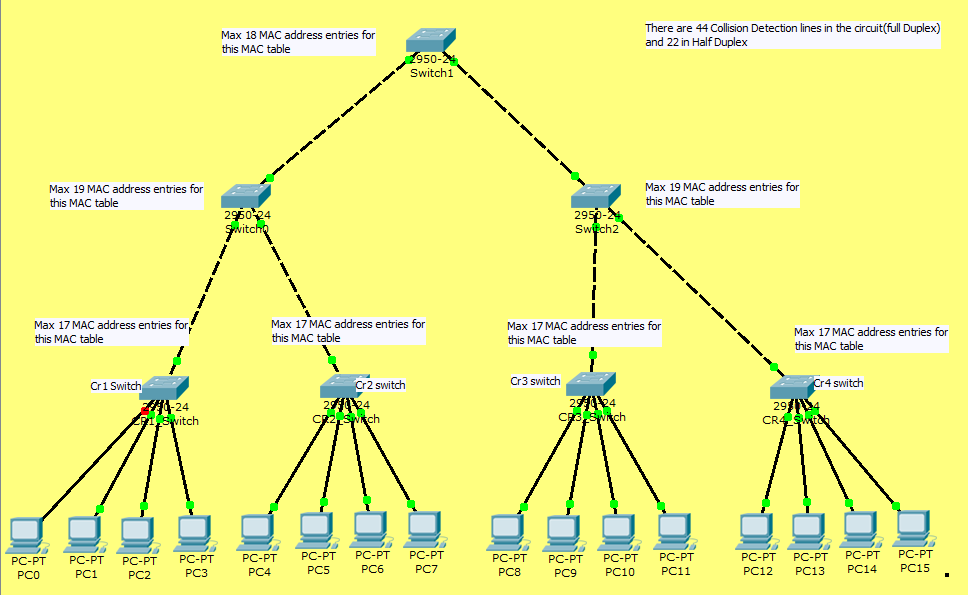 Max 18 MAC address entries for
this MAC table
There are 44 Collision Detection lines in the circuit(full Duplex)
and 22 in Half Duplex
2950-24
Switch1
Max 19 MAC address entries for
this MAC table
2950-24
Switch0
2950-24
Switch2
Max 19 MAC address entries for
this MAC table
Max 17 MAC address entries for
this MAC table
Max 17 MAC address entries for
this MAC table
Max 17 MAC address entries for
this MAC table
Max 17 MAC address entries for
this MAC table
Cr1 Switch
2950-24
CR1_Switch
Cr2 switch
2950-24
CR2_Switch
Cr3 switch
2950-24
CR3_Switch
Cr4 switch
2950-24
CR4_Switch
PC-PT
PC0
PC-PT
PC1
PC-PT
PC2
PC-PT
PC3
PC-PT
PC4
PC-PT
PC5
PC-PT
PC6
PC-PT
PC7
PC-PT
PC8
PC-PT
PC9
PC-PT
PC10
PC-PT
PC11
PC-PT
PC12
PC-PT
PC13
PC-PT
PC14
PC-PT
PC15